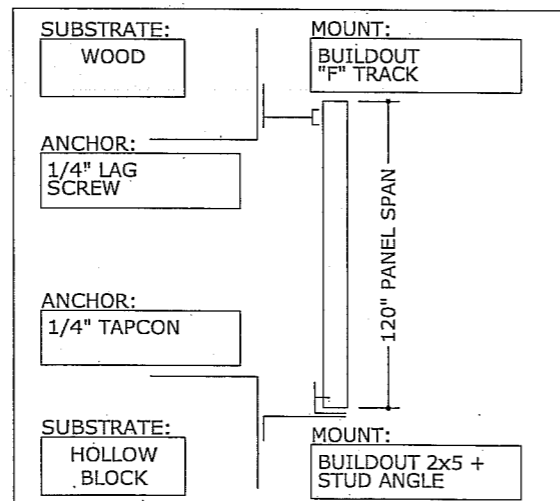 SUBSTRATE:
WOOD
MOUNT:
BUILDOUT
"F" TRACK
ANCHOR:
1/4" LAG
SCREW
120" PANEL SPAN
ANCHOR:
1/4" TAPCON
SUBSTRATE:
HOLLOW
BLOCK
MOUNT:
BUILDOUT 2x5 +
STUD ANGLE